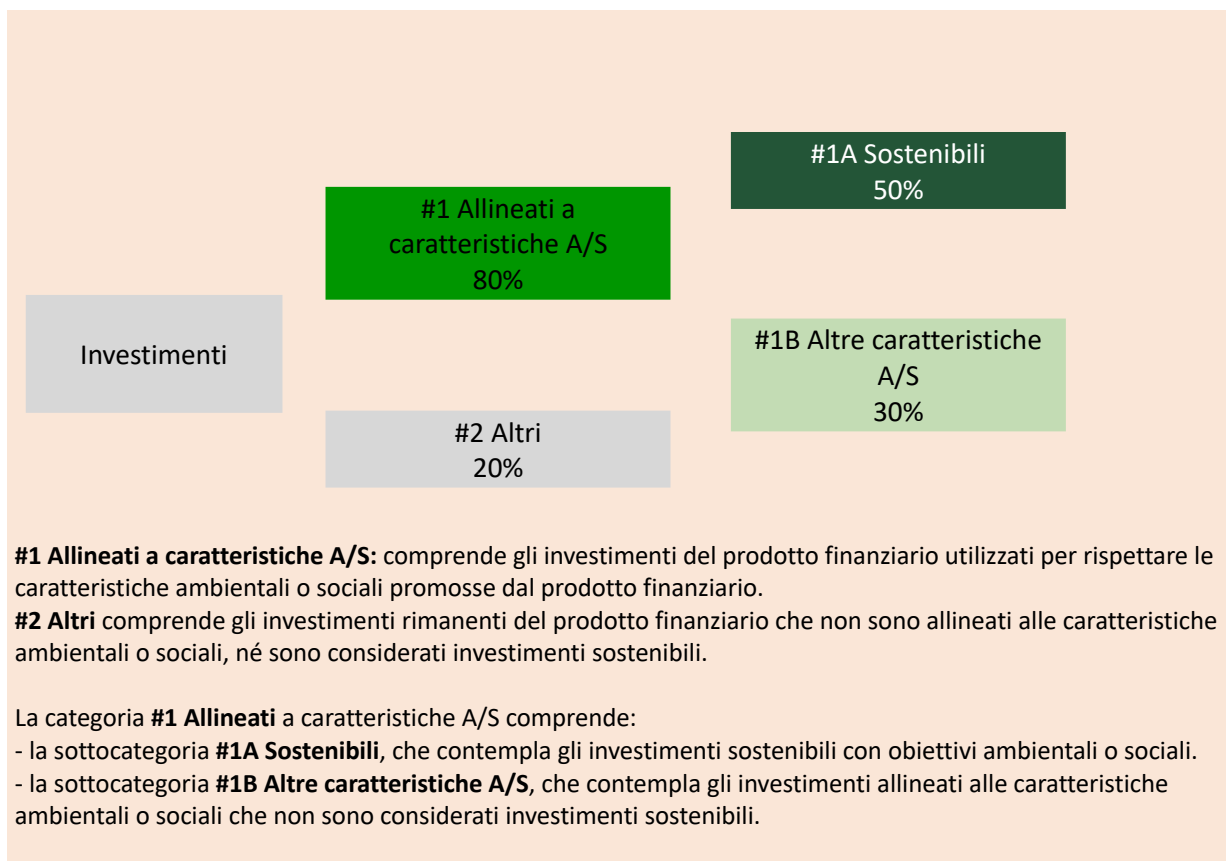 #1A Sostenibili
50%
#1 Allineati a
caratteristiche A/S
80%
Investimenti
#1B Altre caratteristiche
A/S
30%
#2 Altri
20%
#1 Allineati a caratteristiche A/S: comprende gli investimenti del prodotto finanziario utilizzati per rispettare le
caratteristiche ambientali o sociali promosse dal prodotto finanziario.
#2 Altri comprende gli investimenti rimanenti del prodotto finanziario che non sono allineati alle caratteristiche
ambientali o sociali, né sono considerati investimenti sostenibili.
La categoria #1 Allineati a caratteristiche A/S comprende:
- la sottocategoria #1A Sostenibili, che contempla gli investimenti sostenibili con obiettivi ambientali o sociali.
- la sottocategoria #1B Altre caratteristiche A/S, che contempla gli investimenti allineati alle caratteristiche
ambientali o sociali che non sono considerati investimenti sostenibili.